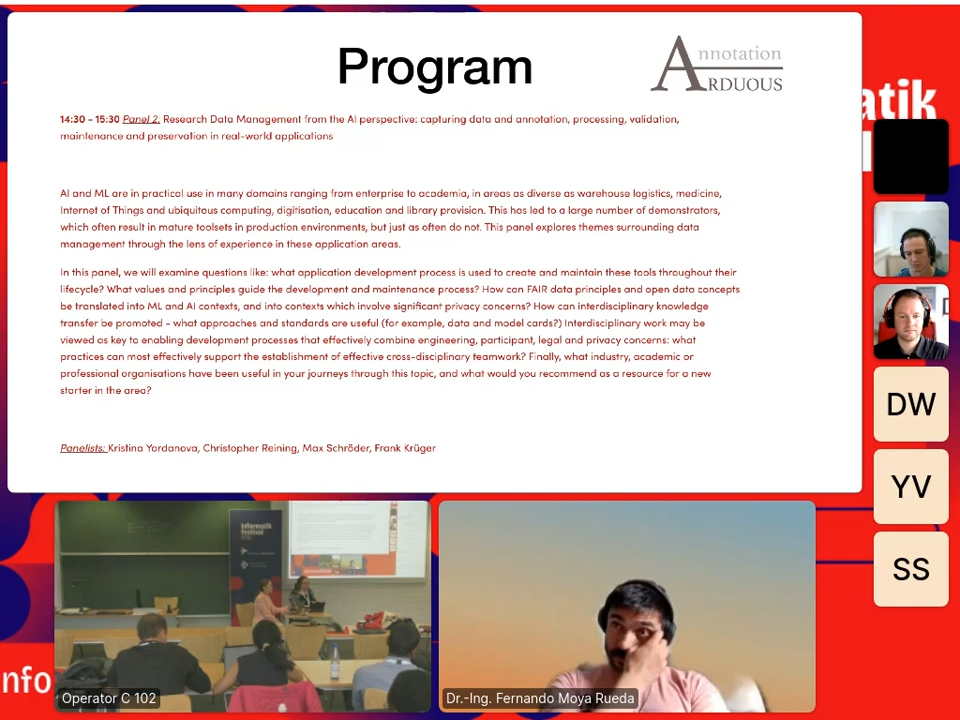 Program
Annotation
ARDUOUS
14:30 - 15:30 Panel 2: Research Data Management from the AI perspective: capturing data and annotation, processing, validation,
maintenance and preservation in real-world applications
AI and ML are in practical use in many domains ranging from enterprise to academia, in areas as diverse as warehouse logistics, medicine,
Internet of Things and ubiquitous computing, digitisation, education and library provision. This has led to a large number of demonstrators,
which often result in mature toolsets in production environments, but just as often do not. This panel explores themes surrounding data
management through the lens of experience in these application areas.
In this panel, we will examine questions like: what application development process is used to create and maintain these tools throughout their
lifecycle? What values and principles guide the development and maintenance process? How can FAIR data principles and open data concepts
be translated into ML and AI contexts, and into contexts which involve significant privacy concerns? How can interdisciplinary knowledge
transfer be promoted - what approaches and standards are useful (for example, data and model cards?) Interdisciplinary work may be
viewed as key to enabling development processes that effectively combine engineering, participant, legal and privacy concerns: what
practices can most effectively support the establishment of effective cross-disciplinary teamwork? Finally, what industry, academic or
professional organisations have been useful in your journeys through this topic, and what would you recommend as a resource for a new
starter in the area?
Panelists: Kristina Yordanova, Christopher Reining, Max Schröder, Frank Krüger
atik
DW
YV
SS
Informatik
Festival
nfo
Operator C 102
Dr.-Ing. Fernando Moya Rueda